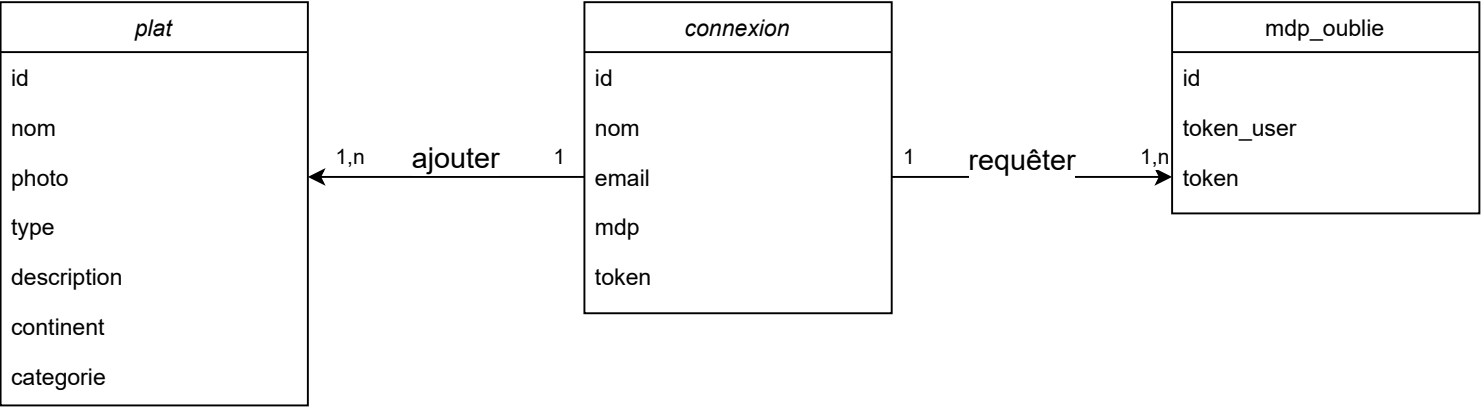 plat
id
nom
photo
type
description
continent
categorie
1,n
ajouter
1
connexion
id
nom
email
mdp
token
1
requêter
1,n
mdp_oublie
id
token_user
token